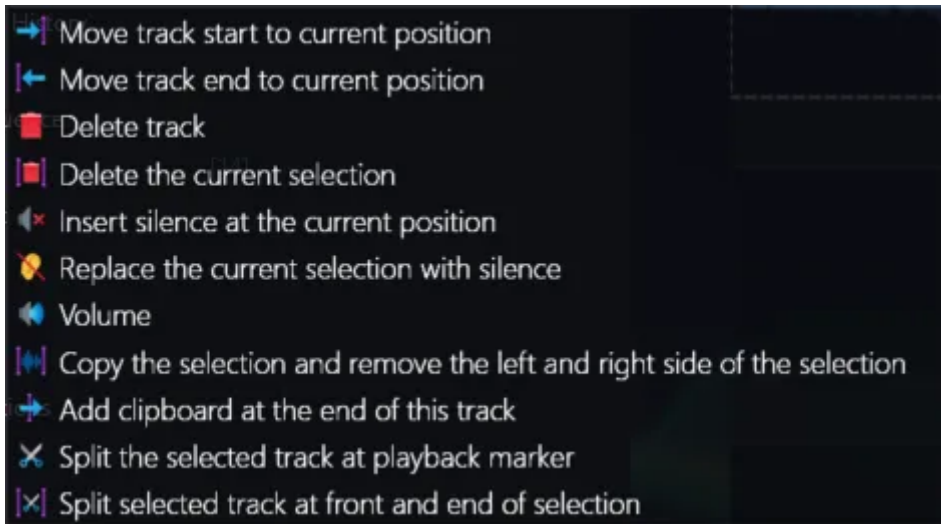 Move track start to current position
Move track end to current position
Delete track
Delete the current selection
Insert silence at the current position
Replace the current selection with silence
Volume
Copy the selection and remove the left and right side of the selection
Add clipboard at the end of this track
Split the selected track at playback marker
Split selected track at front and end of selection